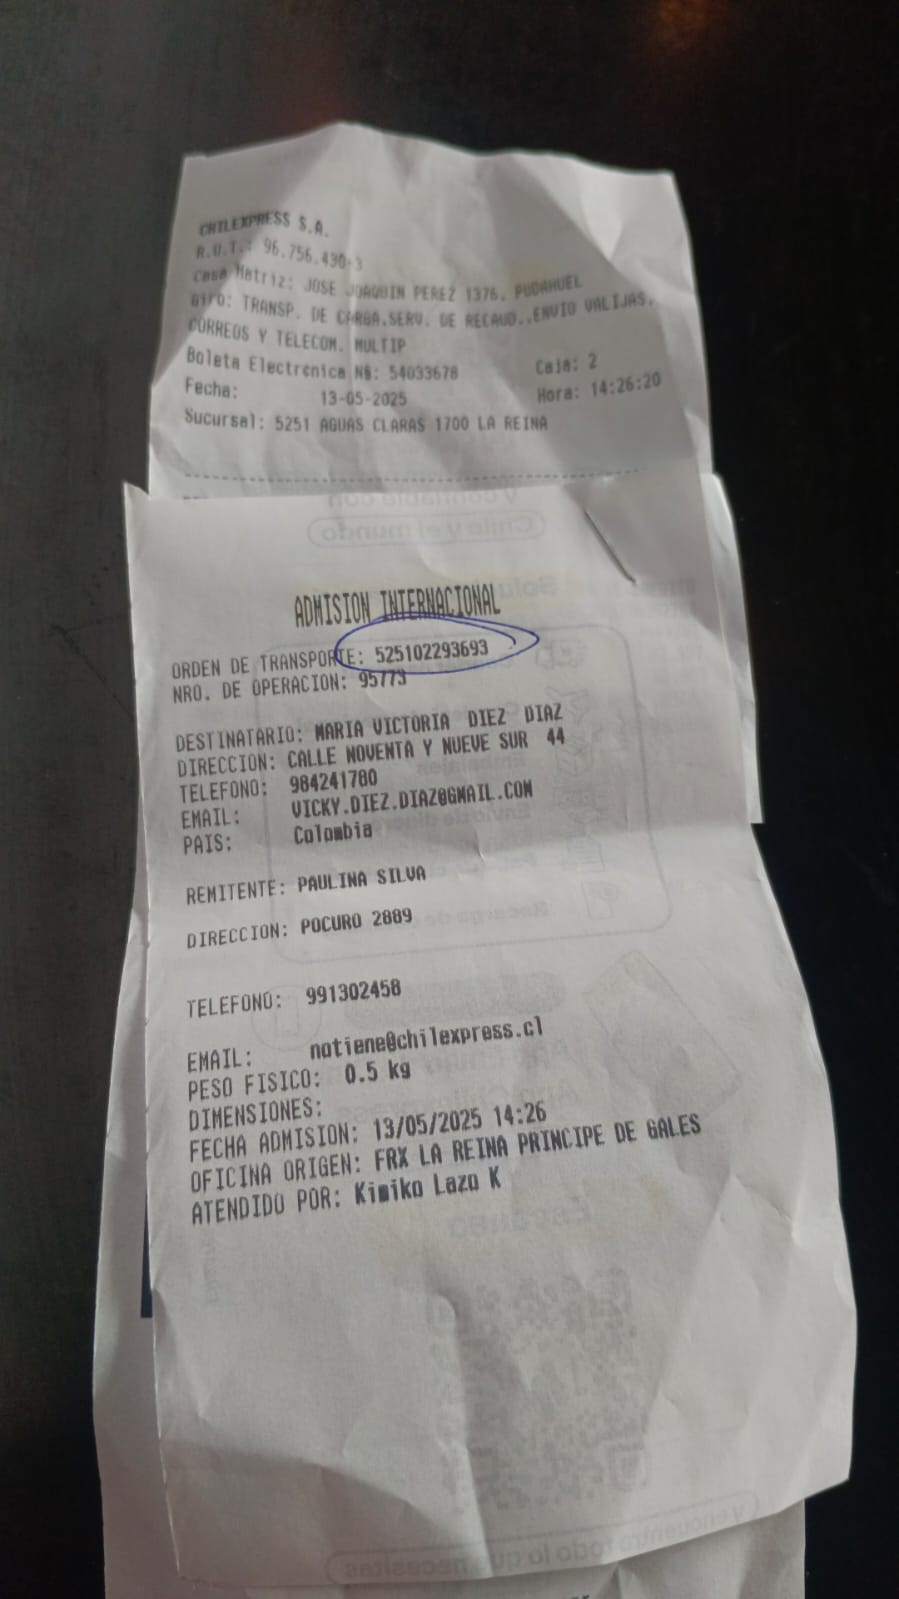 CHILEXPRESS S.A.
R.U.T.: 96.756.430-3
Casa Matriz: JOSE JOAQUIN PEREZ 1376, PUDAHUEL
Giro: TRANSP. DE CARGA,SERV. DE RECAUD.,ENVIO VALIJAS,
CORREOS Y TELECOM. MULTIP
Boleta Electronica Nº: 54033678 Caja: 2
Fecha: 13-05-2025 Hora: 14:26:20
Sucursal: 5251 AGUAS CLARAS 1700 LA REINA
ADMISION INTERNACIONAL
ORDEN DE TRANSPORTE: 525102293693
NRO. DE OPERACION: 95773
DESTINATARIO: MARIA VICTORIA DIEZ DIAZ
DIRECCION: CALLE NOVENTA Y NUEVE SUR 44
TELEFONO: 984241780
EMAIL: VICKY.DIEZ.DIAZ@GMAIL.COM
PAIS: Colombia
REMITENTE: PAULINA SILVA
DIRECCION: POCURO 2889
TELEFONO: 991302458
EMAIL: notiene@chilexpress.cl
PESO FISICO: 0.5 kg
DIMENSIONES:
FECHA ADMISION: 13/05/2025 14:26
OFICINA ORIGEN: FRX LA REINA PRINCIPE DE GALES
ATENDIDO POR: Kimiko Lazo K